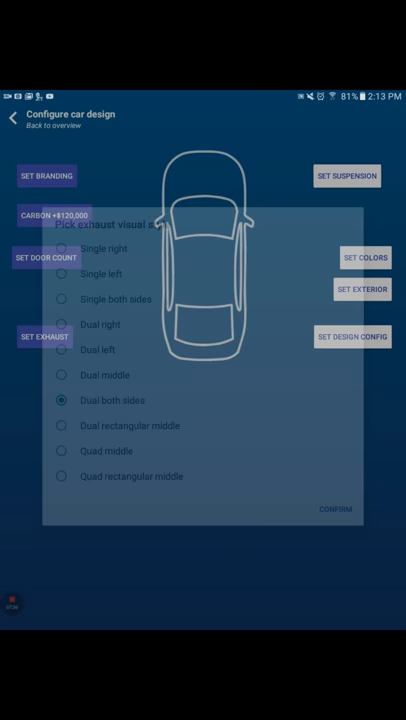 81% 2:13 PM
Configure car design
Back to overview
SET BRANDING
SET SUSPENSION
CARBON +$120,000
Pick exhaust visual s
Single right
SET DOOR COUNT
SET COLORS
Single left
SET EXTERIOR
Single both sides
Dual right
SET EXHAUST
SET DESIGN CONFIG
Dual left
Dual middle
Dual both sides
Dual rectangular middle
Quad middle
Quad rectangular middle
CONFIRM